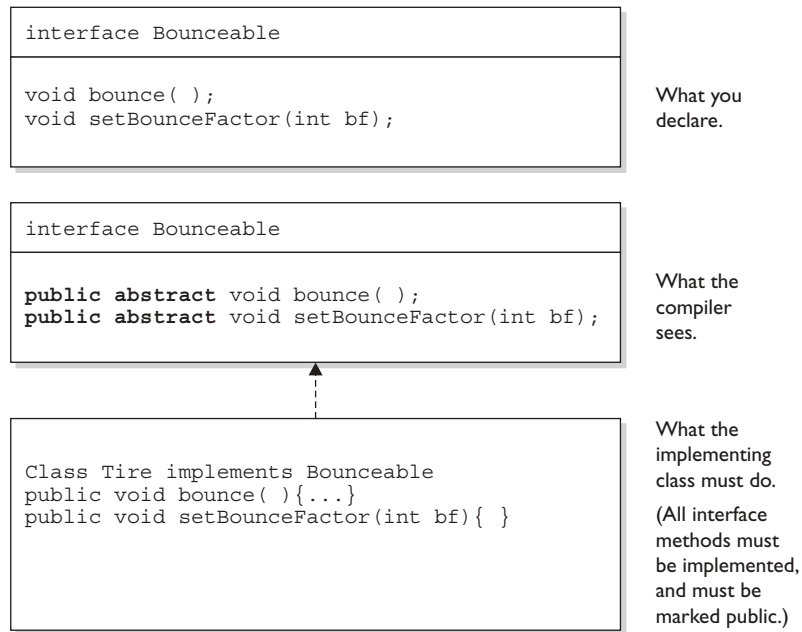 interface Bounceable
void bounce( );
void setBounceFactor(int bf);
What you
declare.
interface Bounceable
public abstract void bounce( );
public abstract void setBounceFactor(int bf);
What the
compiler
sees.
Class Tire implements Bounceable
public void bounce( ){...}
public void setBounceFactor(int bf){ }
What the
implementing
class must do.
(All interface
methods must
be implemented,
and must be
marked public.)